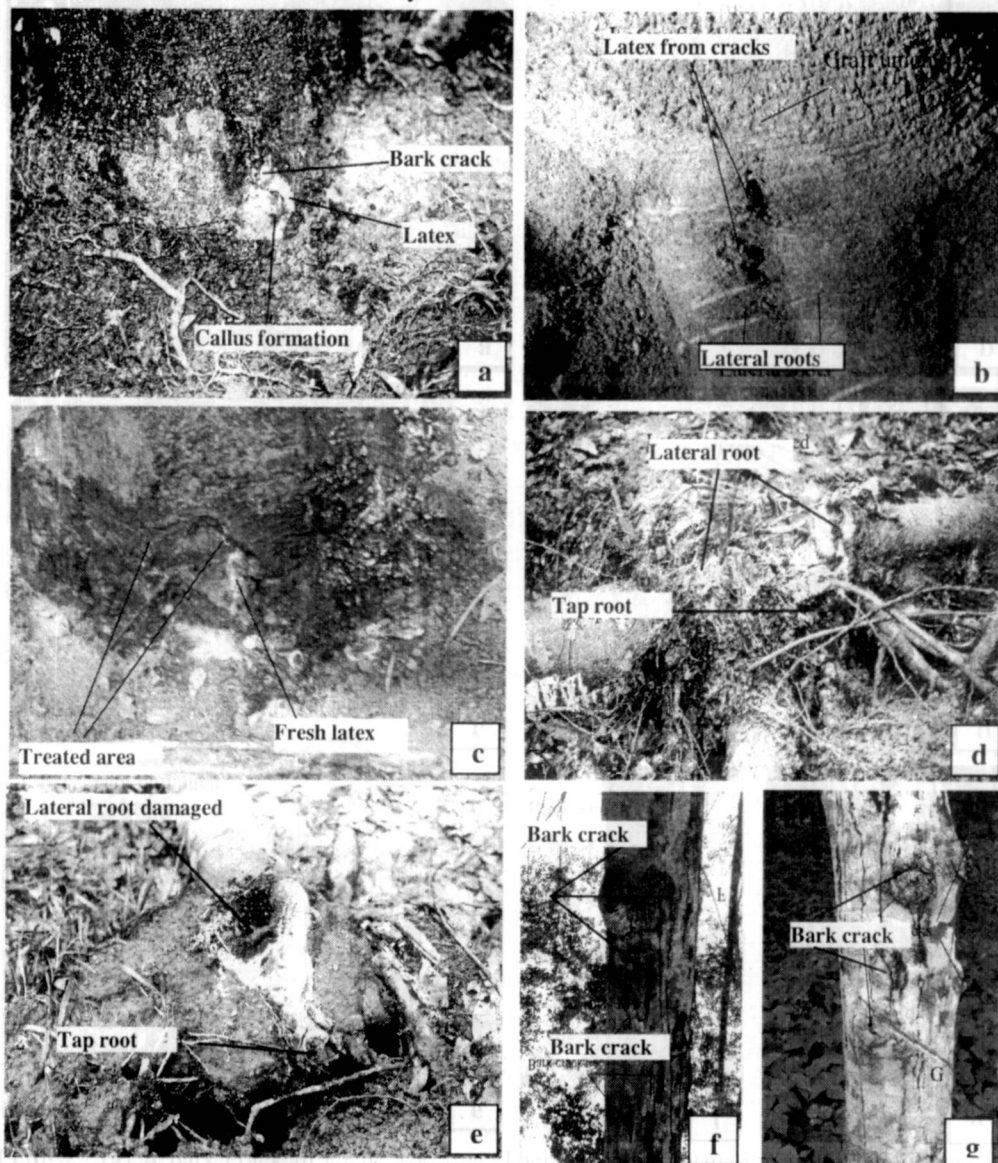 Bark crack
Latex
Callus formation
a
Latex from cracks
Lateral roots
b
Treated area
Fresh latex
c
Lateral root
Tap root
d
Lateral root damaged
Tap root
e
Bark crack
Bark crack
f
Bark crack
G
g